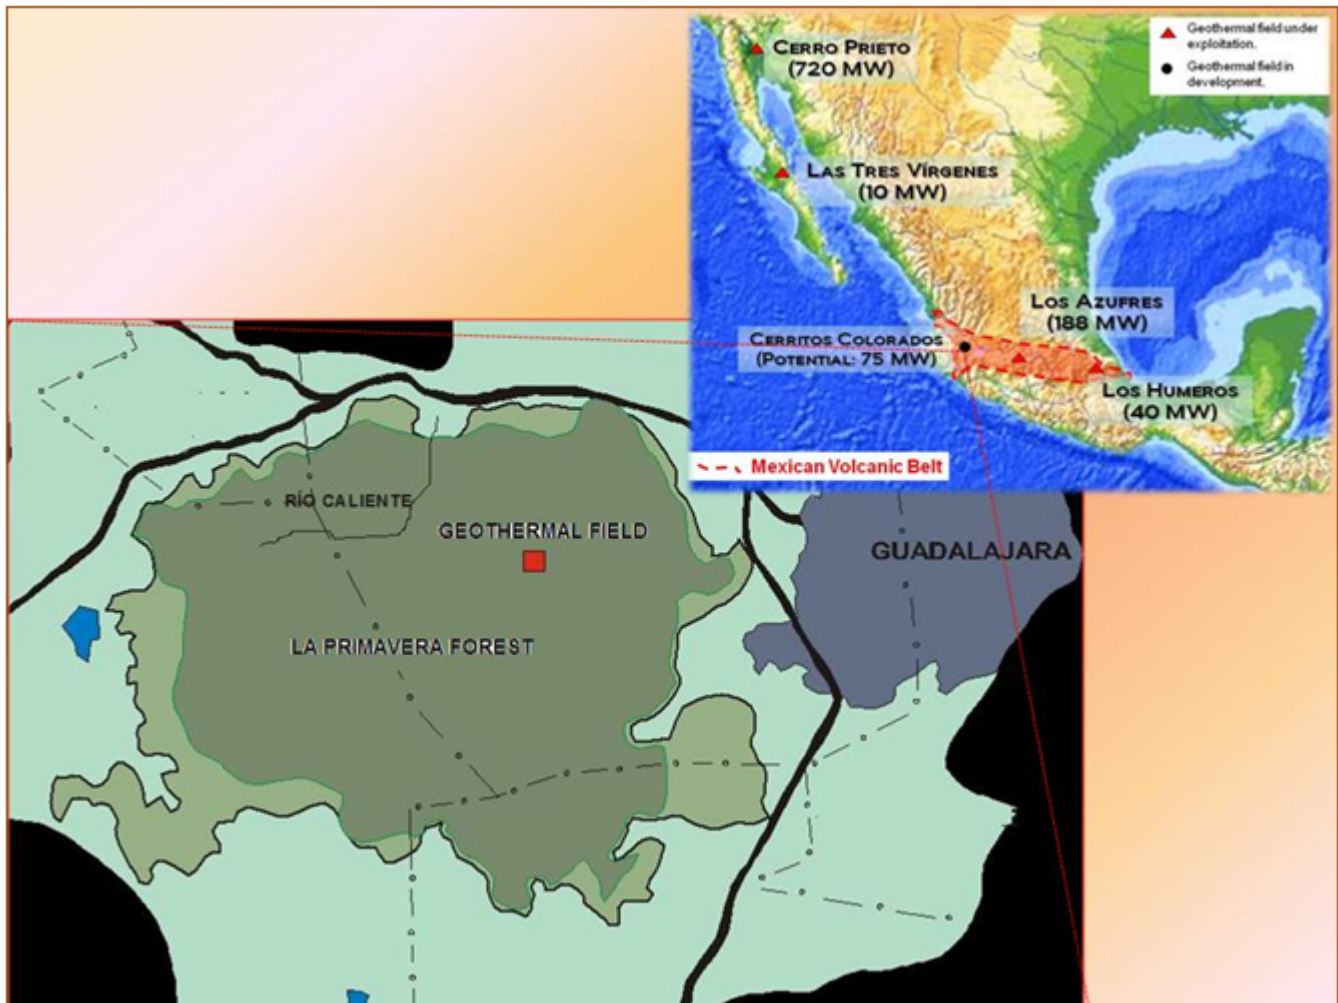 CERRO PRIETO
(720 MW)
Geothermal field under
exploitation.
Geothermal field in
development.
LAS TRES VÍRGENES
(10 MW)
LOS AZUFRES
(188 MW)
CERRITOS COLORADOS
(POTENTIAL: 75 MW)
LOS HUMEROS
(40 MW)
Mexican Volcanic Belt
RÍO CALIENTE
GEOTHERMAL FIELD
GUADALAJARA
LA PRIMAVERA FOREST